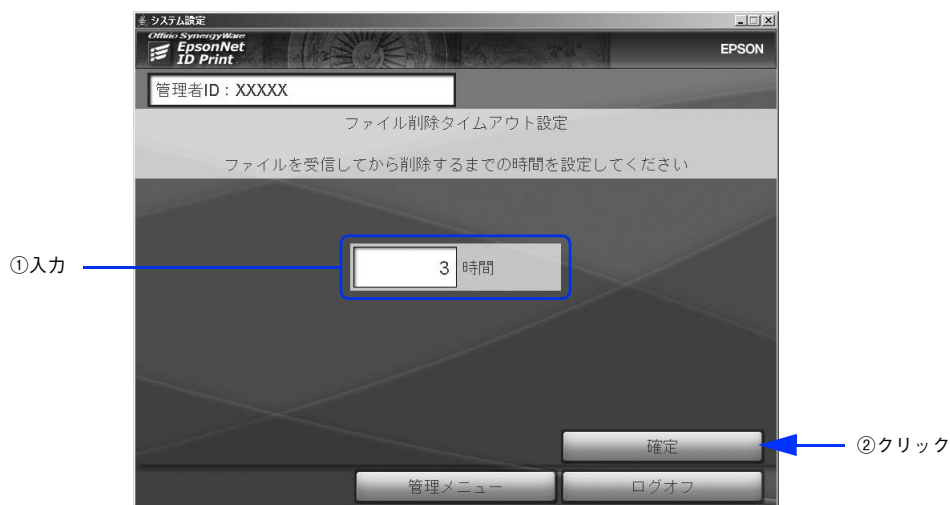 システム設定
Offirio SynergyWare
EpsonNet
ID Print
EPSON
管理者ID：XXXXX
ファイル削除タイムアウト設定
ファイルを受信してから削除するまでの時間を設定してください
①入力
3 時間
確定
②クリック
管理メニュー
ログオフ